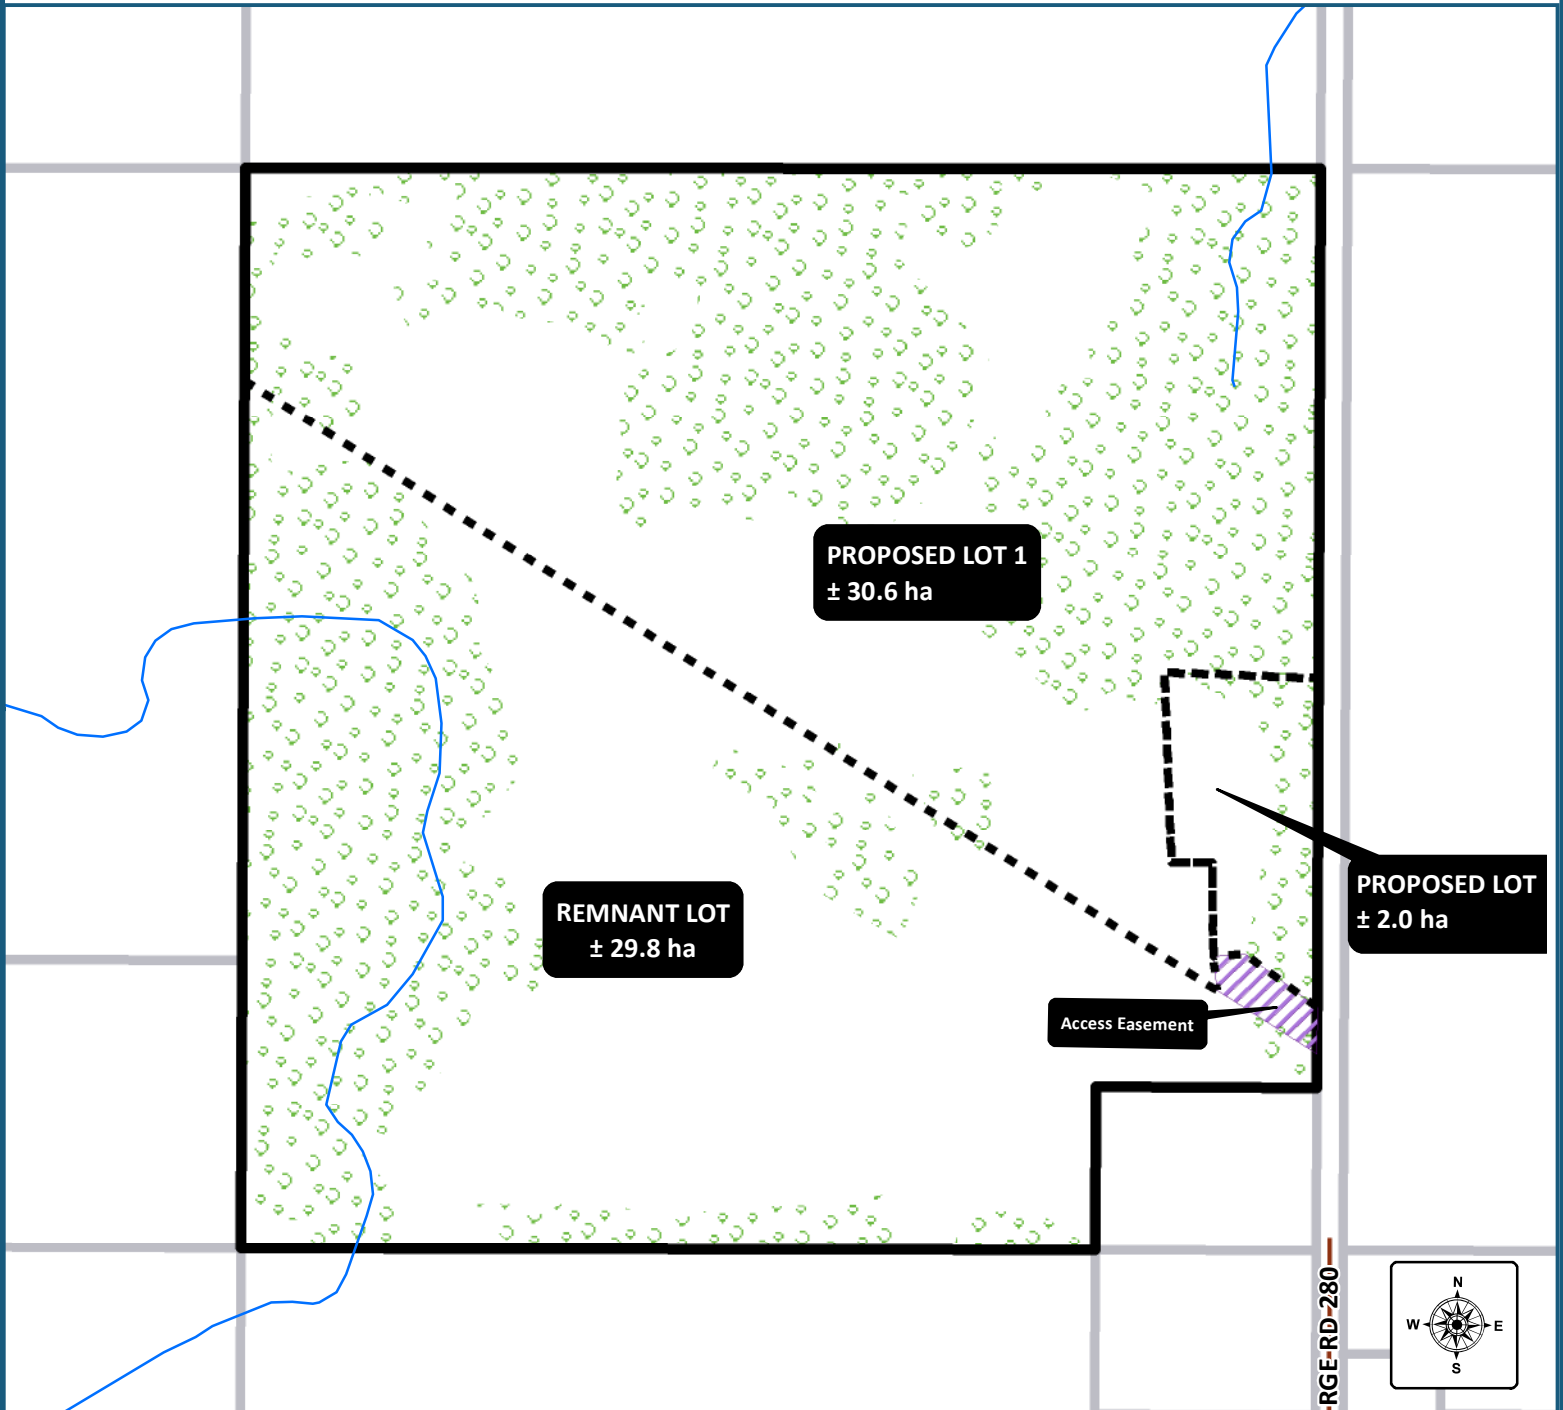 PROPOSED LOT 1
± 30.6 ha
PROPOSED LOT
± 2.0 ha
REMNANT LOT
± 29.8 ha
Access Easement
RGE RD 280
N
W
E
S